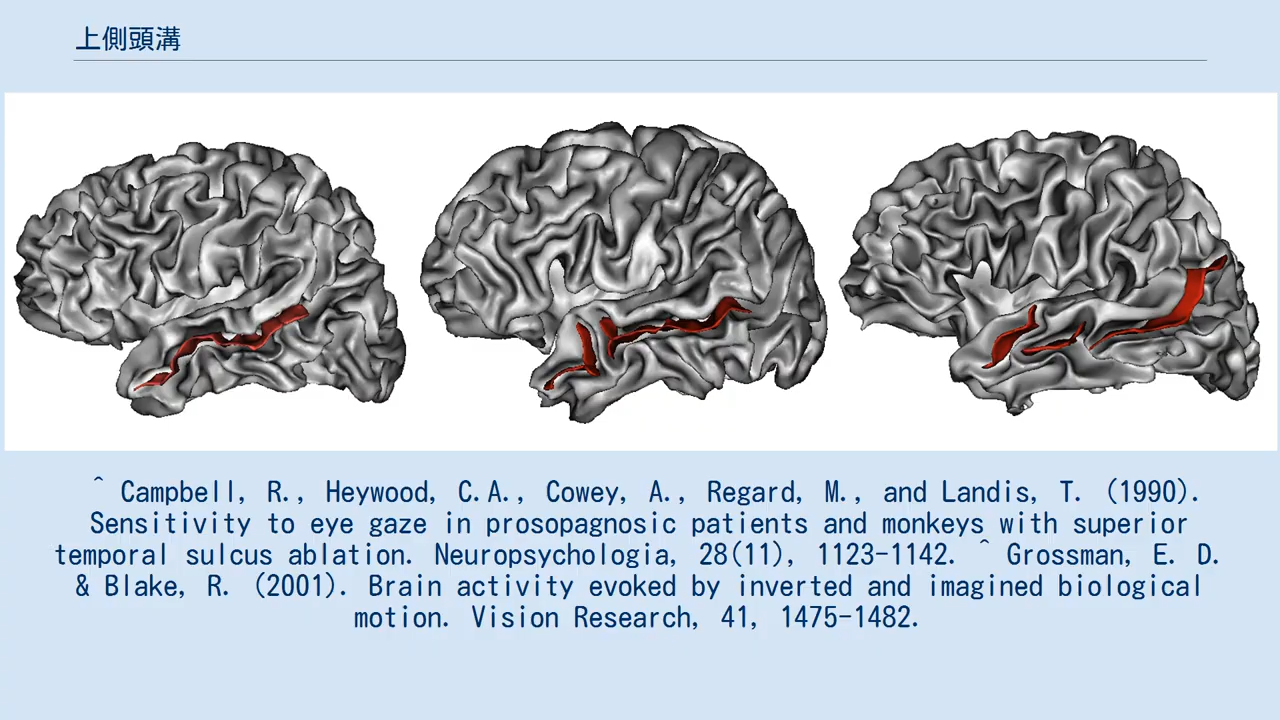 上側頭溝
^ Campbell, R., Heywood, C.A., Cowey, A., Regard, M., and Landis, T. (1990).
Sensitivity to eye gaze in prosopagnosic patients and monkeys with superior
temporal sulcus ablation. Neuropsychologia, 28(11), 1123-1142. ^ Grossman, E. D.
& Blake, R. (2001). Brain activity evoked by inverted and imagined biological
motion. Vision Research, 41, 1475-1482.